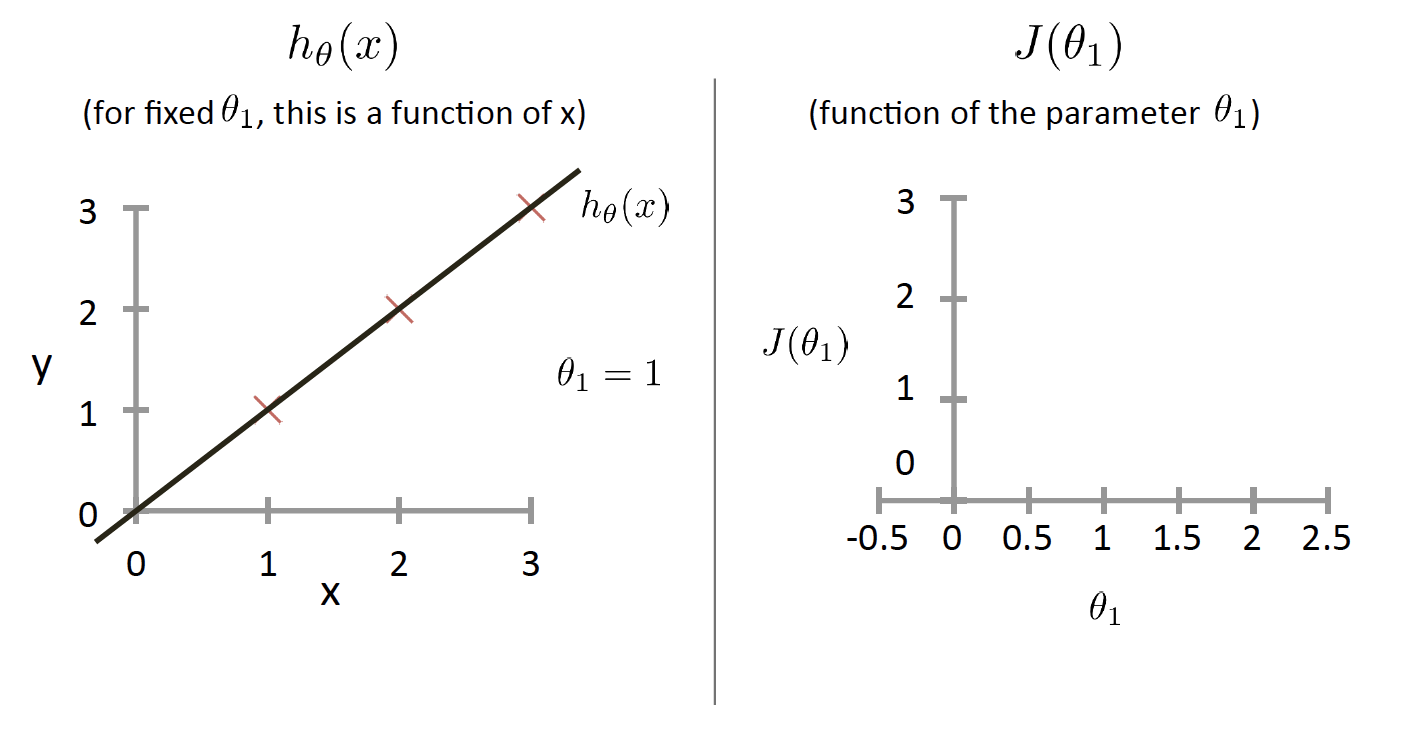 hθ(x)
(for fixed θ1, this is a function of x)
3
hθ(x)
2
y
θ1 = 1
1
0
0 1 2 3
x
J(θ1)
(function of the parameter θ1)
3
2
J(θ1)
1
0
-0.5 0 0.5 1 1.5 2 2.5
θ1